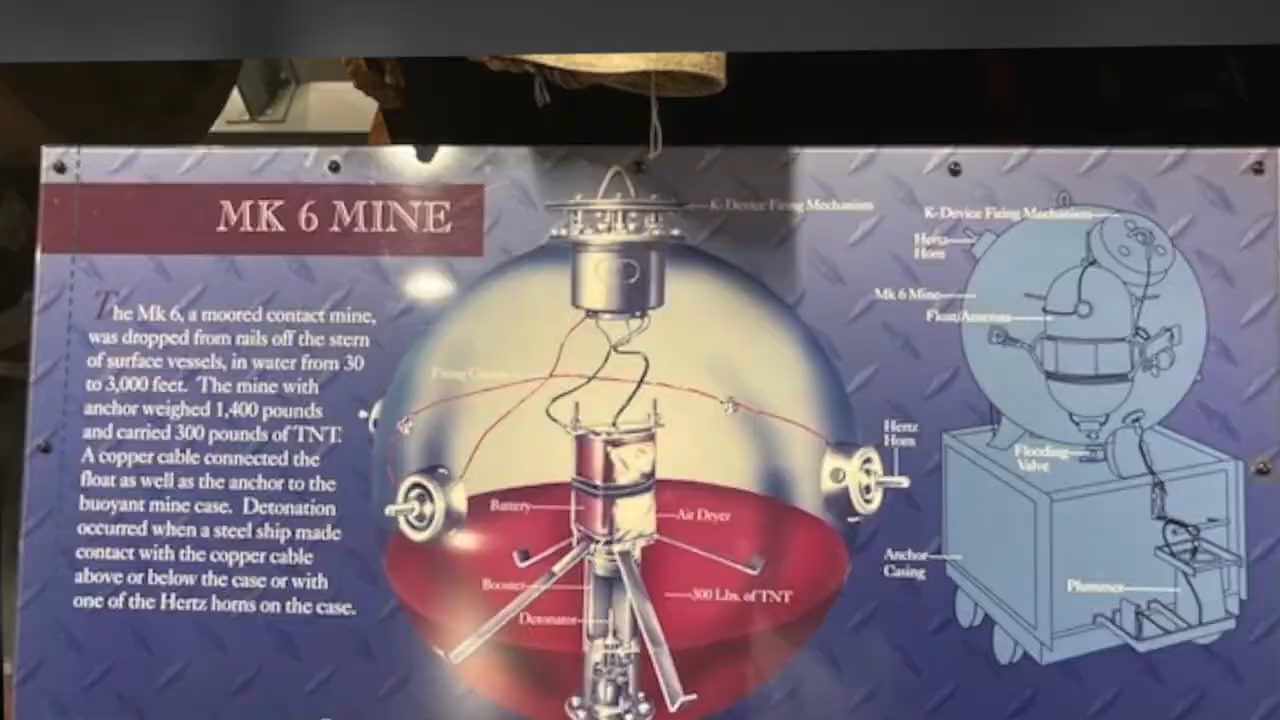 MK 6 MINE
The Mk 6, a moored contact mine,
was dropped from rails off the stern
of surface vessels, in water from 30
to 3,000 feet. The mine with
anchor weighed 1,400 pounds
and carried 300 pounds of TNT.
A copper cable connected the
float as well as the anchor to the
buoyant mine case. Detonation
occurred when a steel ship made
contact with the copper cable
above or below the case or with
one of the Hertz horns on the case.
K-Device Firing Mechanism
Firing
Hertz
Horn
Battery
Air Dryer
Booster
300 Lbs. of TNT
Detonator
K-Device Firing Mechanism
Hertz
Horn
Mk 6 Mine
Float/Antenna
Flooding
Valve
Anchor
Casing
Plummer